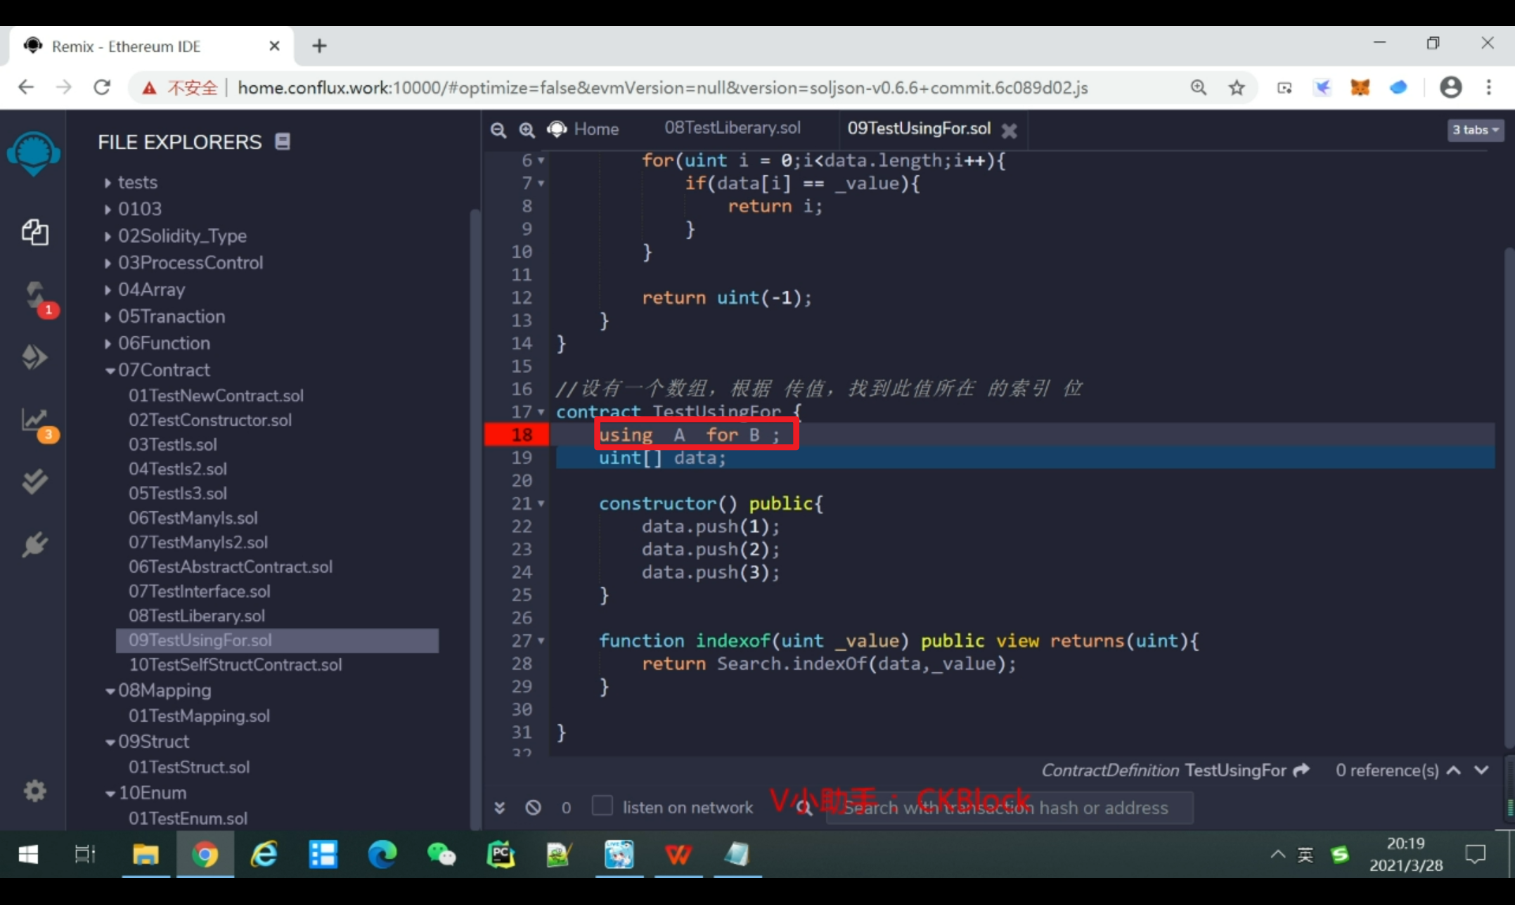 Remix - Ethereum IDE
不安全 | home.conflux.work:10000/#optimize=false&evmVersion=null&version=soljson-v0.6.6+commit.6c089d02.js
FILE EXPLORERS
tests
0103
02Solidity_Type
03ProcessControl
04Array
05Tranaction
06Function
07Contract
01TestNewContract.sol
02TestConstructor.sol
03TestIs.sol
04TestIs2.sol
05TestIs3.sol
06TestManyIs.sol
07TestManyIs2.sol
06TestAbstractContract.sol
07TestInterface.sol
08TestLiberary.sol
09TestUsingFor.sol
10TestSelfStructContract.sol
08Mapping
01TestMapping.sol
09Struct
01TestStruct.sol
10Enum
01TestEnum.sol
1
3
Home 08TestLiberary.sol 09TestUsingFor.sol 3 tabs
6 for(uint i = 0;i<data.length;i++){
7 if(data[i] == _value){
8 return i;
9 }
10 }
11
12 return uint(-1);
13 }
14 }
15
16 //设有一个数组，根据 传值，找到此值所在 的索引 位
17 contract TestUsingFor {
18 using A for B ;
19 uint[] data;
20
21 constructor() public{
22 data.push(1);
23 data.push(2);
24 data.push(3);
25 }
26
27 function indexof(uint _value) public view returns(uint){
28 return Search.indexOf(data,_value);
29 }
30
31 }
32
ContractDefinition TestUsingFor 0 reference(s)
0 listen on network Search with transaction hash or address
V小助手：CKBlock
英 20:19
2021/3/28